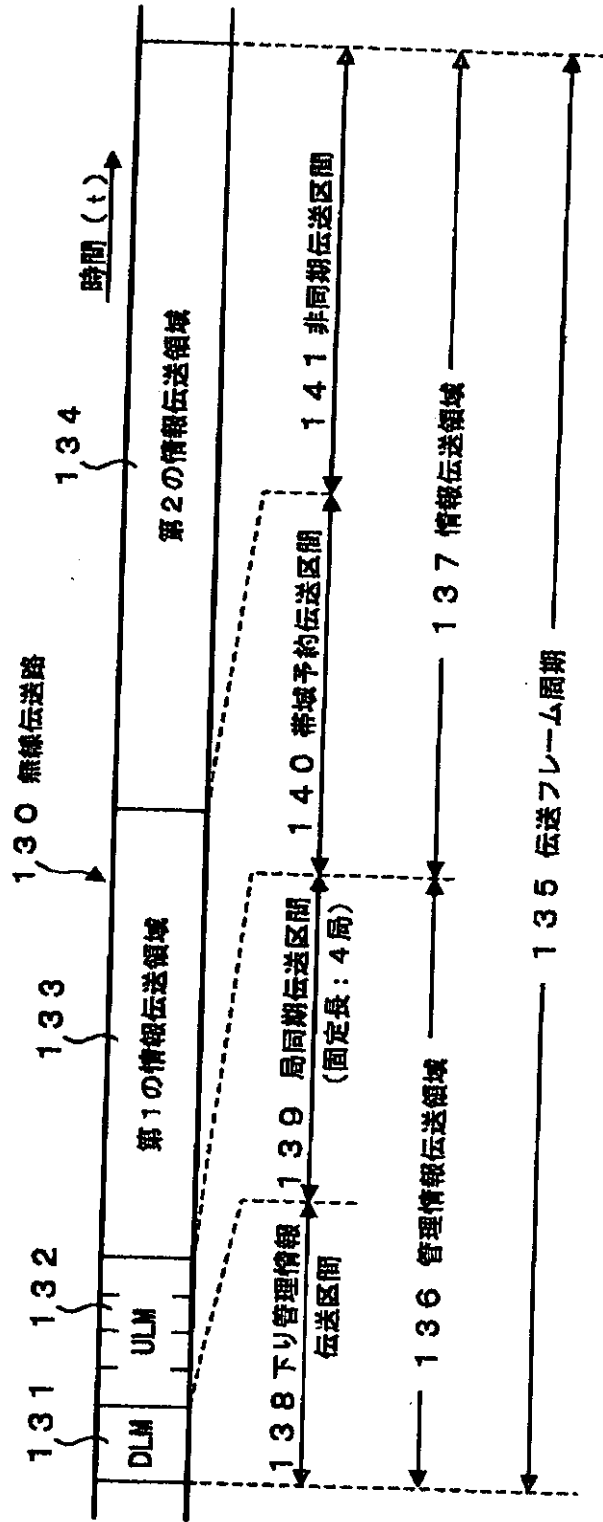 130 無線伝送路
時間(t)
131
132
133
134
DLM
ULM
第1の情報伝送領域
第2の情報伝送領域
138 下り管理情報
伝送区間
139 局同期伝送区間
(固定長:4局)
140 帯域予約伝送区間
141 非同期伝送区間
136 管理情報伝送領域
137 情報伝送領域
135 伝送フレーム周期